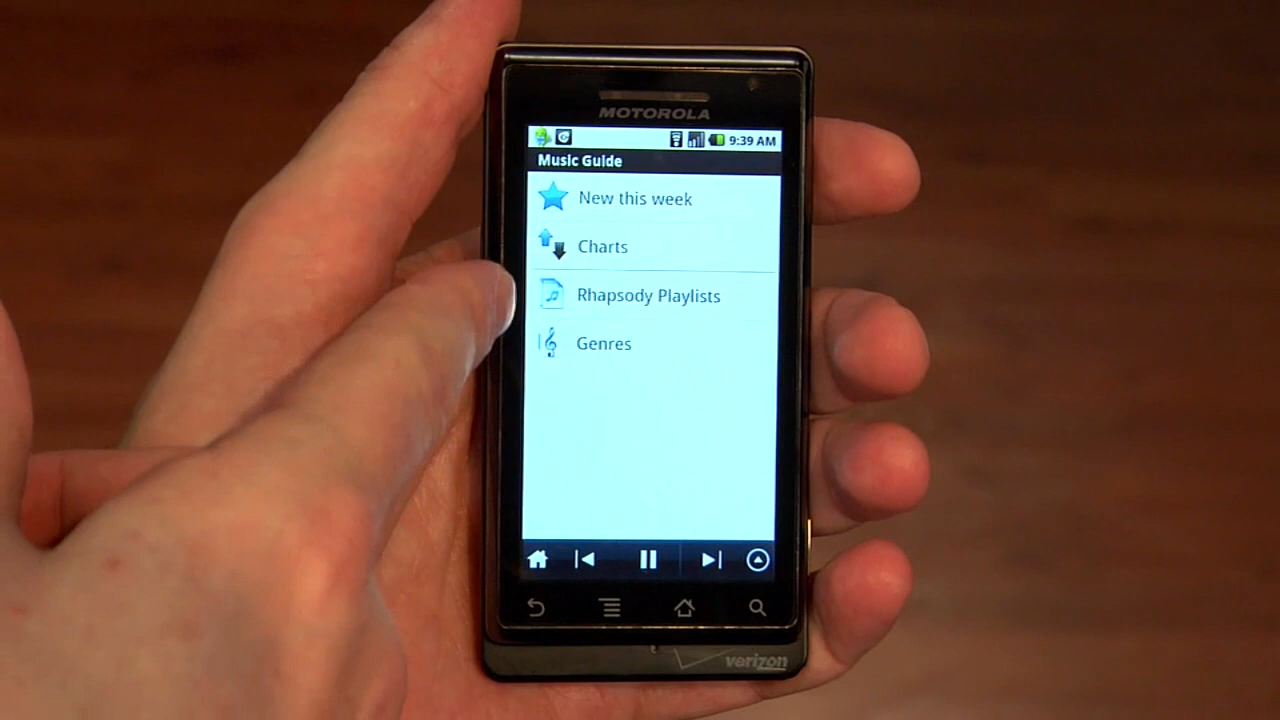 MOTOROLA
9:39 AM
Music Guide
New this week
Charts
Rhapsody Playlists
Genres
verizon